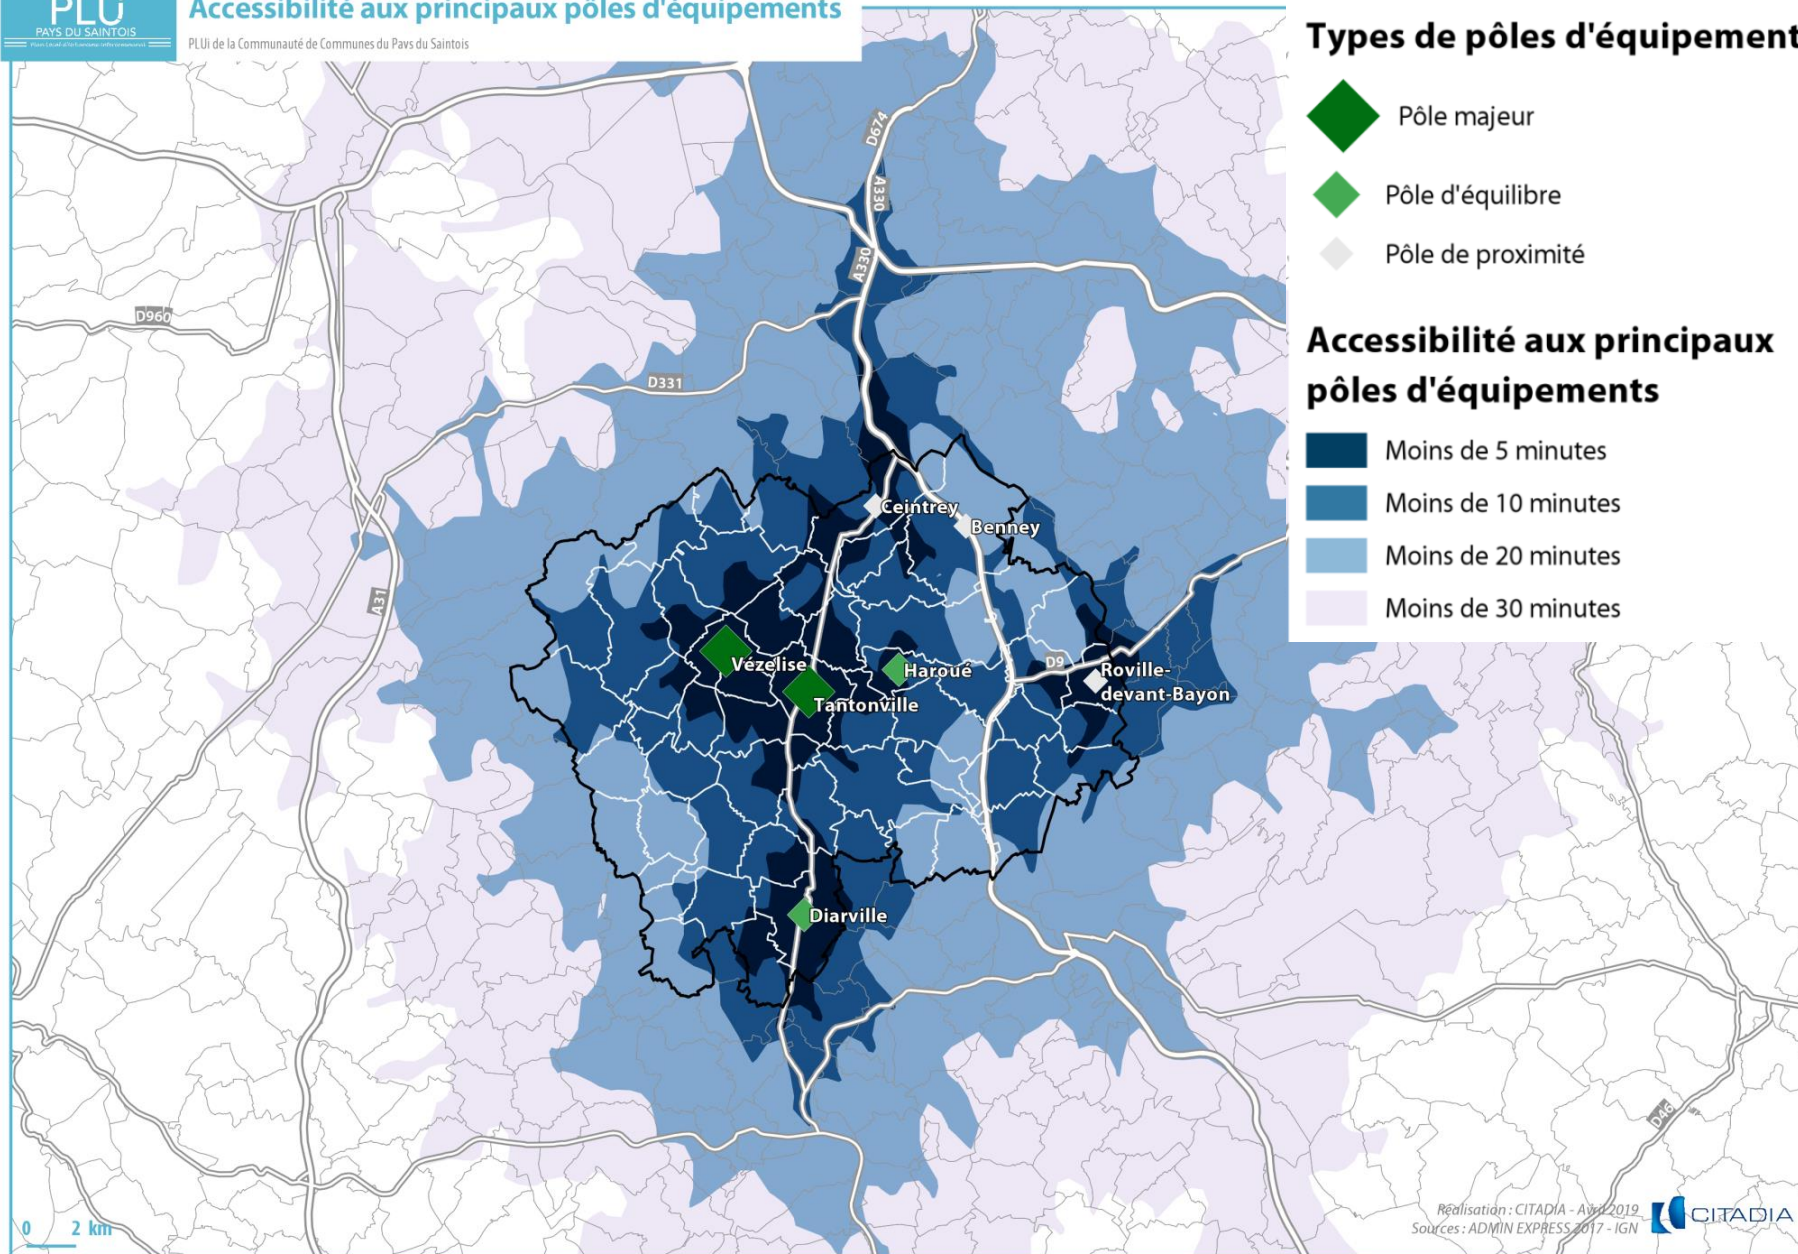 PLU
PAYS DU SAINTOIS
Accessibilité aux principaux pôles d'équipements
PLUi de la Communauté de Communes du Pays du Saintois
Types de pôles d'équipement
Pôle majeur
Pôle d'équilibre
Pôle de proximité
Accessibilité aux principaux
pôles d'équipements
Moins de 5 minutes
Moins de 10 minutes
Moins de 20 minutes
Moins de 30 minutes
D674
A330
A330
D960
D331
A31
Ceintrey
Benney
Vézelise
Haroué
D9
Roville-
devant-Bayon
Tantonville
Diarville
D46
0 2 km
Réalisation : CITADIA - Avril 2019
Sources : ADMIN EXPRESS 2017 - IGN
CITADIA